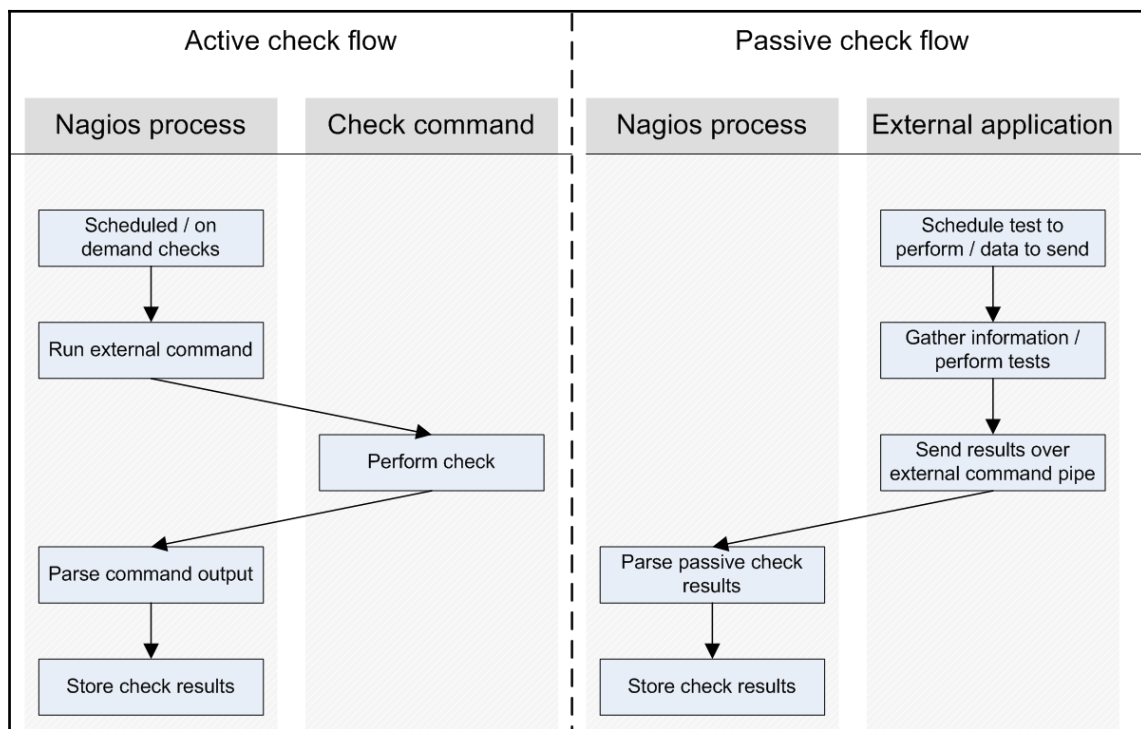 Active check flow
Nagios process
Check command
Scheduled / on
demand checks
Run external command
Perform check
Parse command output
Store check results
Passive check flow
Nagios process
External application
Schedule test to
perform / data to send
Gather information /
perform tests
Send results over
external command pipe
Parse passive check
results
Store check results